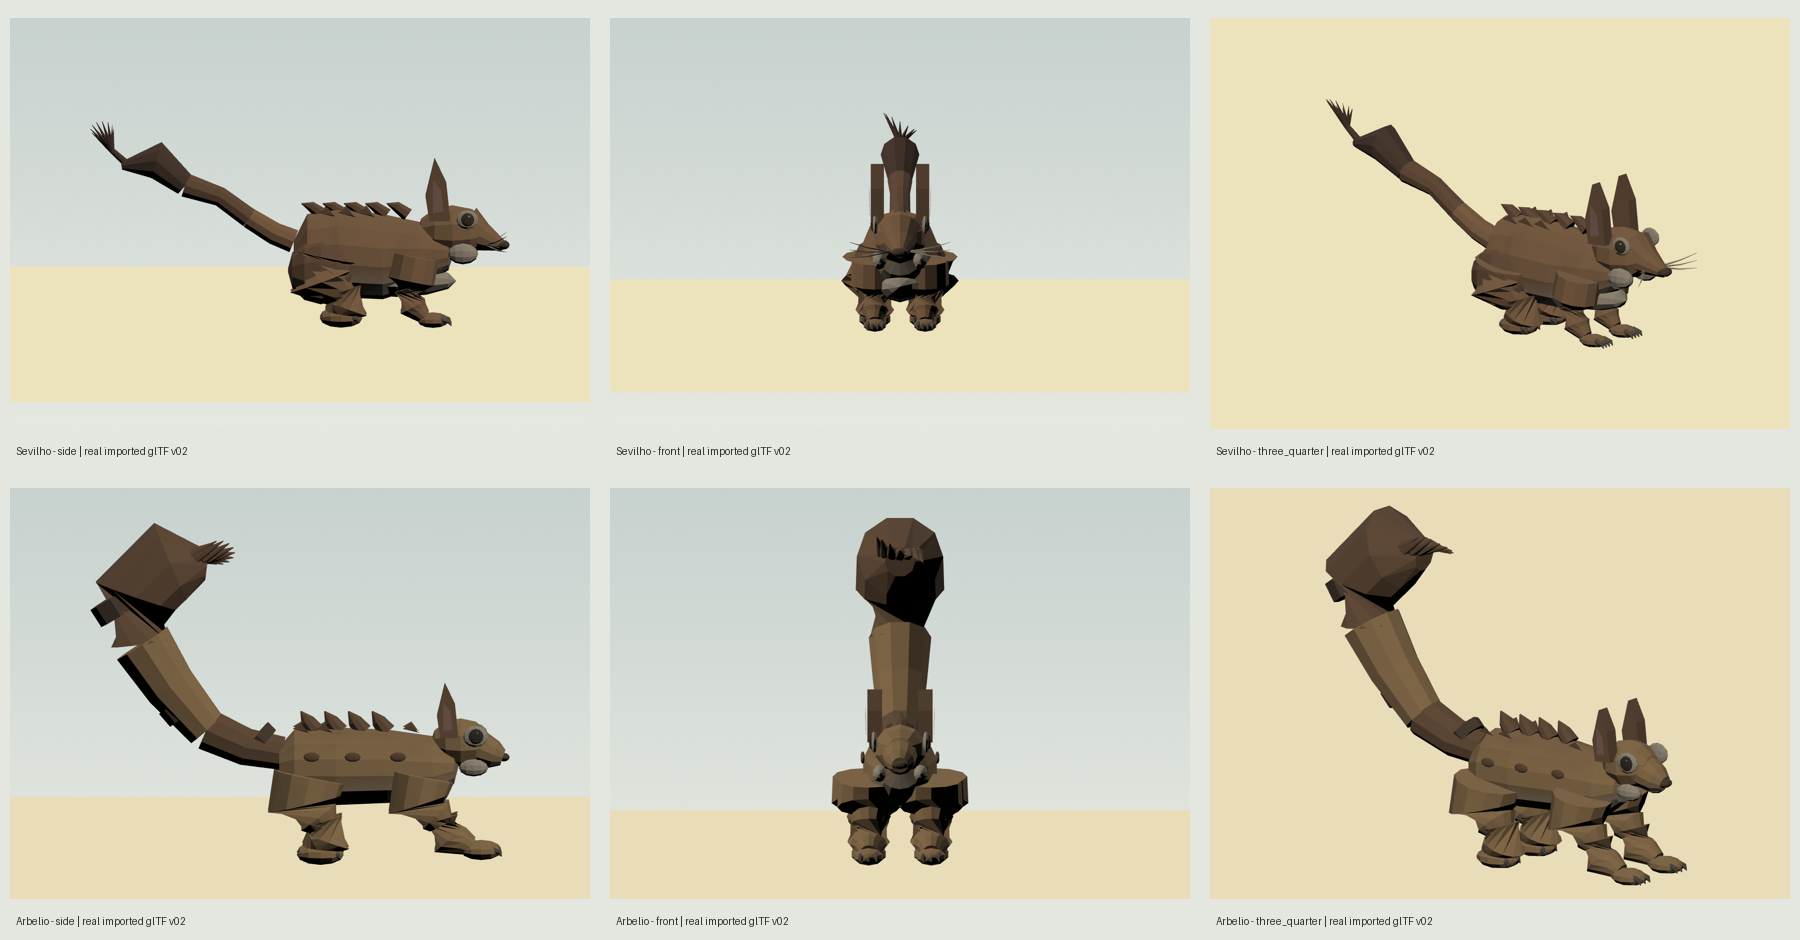 Sevilho - side | real imported glTF v02
Sevilho - front | real imported glTF v02
Sevilho - three_quarter | real imported glTF v02
Arbelio - side | real imported glTF v02
Arbelio - front | real imported glTF v02
Arbelio - three_quarter | real imported glTF v02